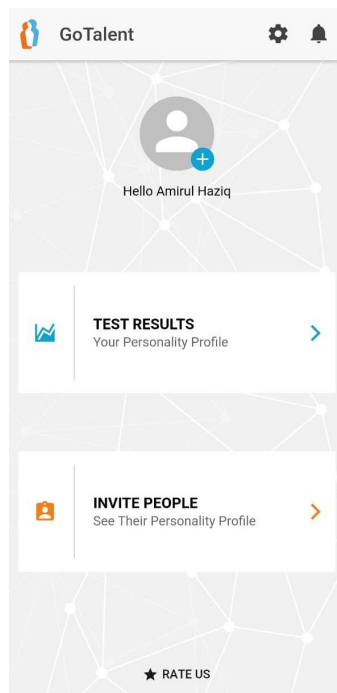 GoTalent
Hello Amirul Haziq
TEST RESULTS
Your Personality Profile
INVITE PEOPLE
See Their Personality Profile
RATE US